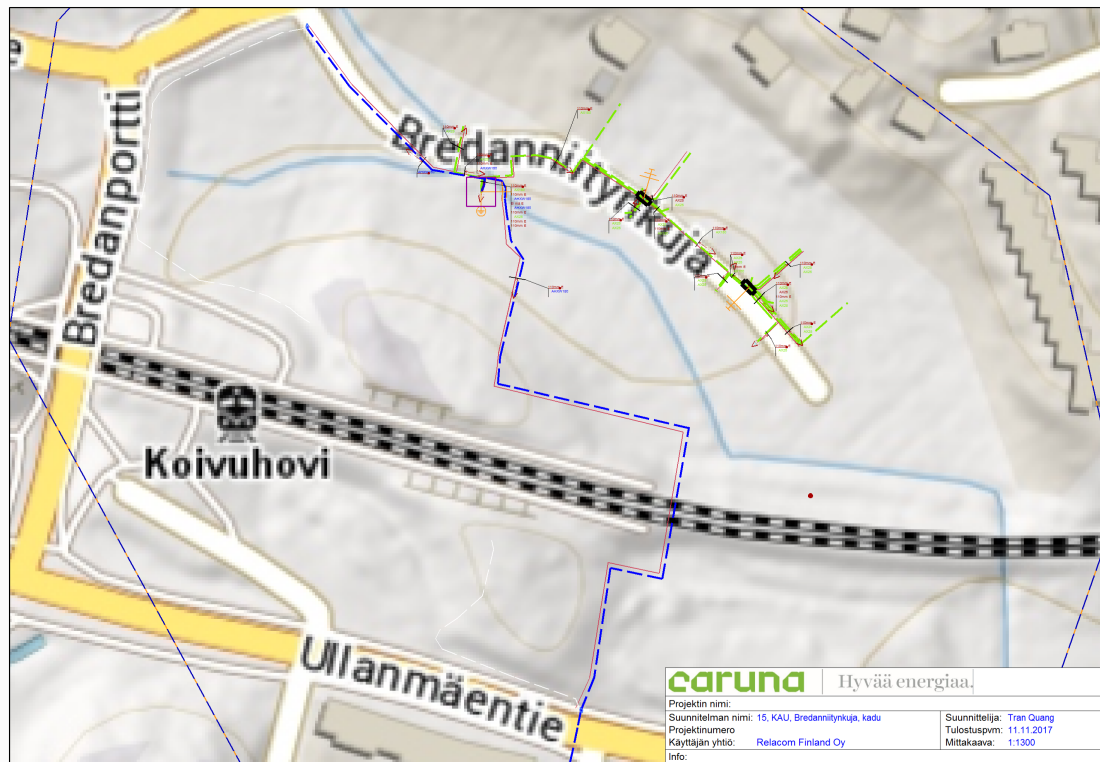 e
Bredanportti
Bredanniitynkuja
Koivuhovi
Ullanmäentie
caruna Hyvää energiaa.
Projektin nimi:
Suunnitelman nimi: 15, KAU, Bredanniitynkuja, kadu
Suunnittelija: Tran Quang
Projektinumero
Tulostuspvm: 11.11.2017
Käyttäjän yhtiö: Relacom Finland Oy
Mittakaava: 1:1300
Info: